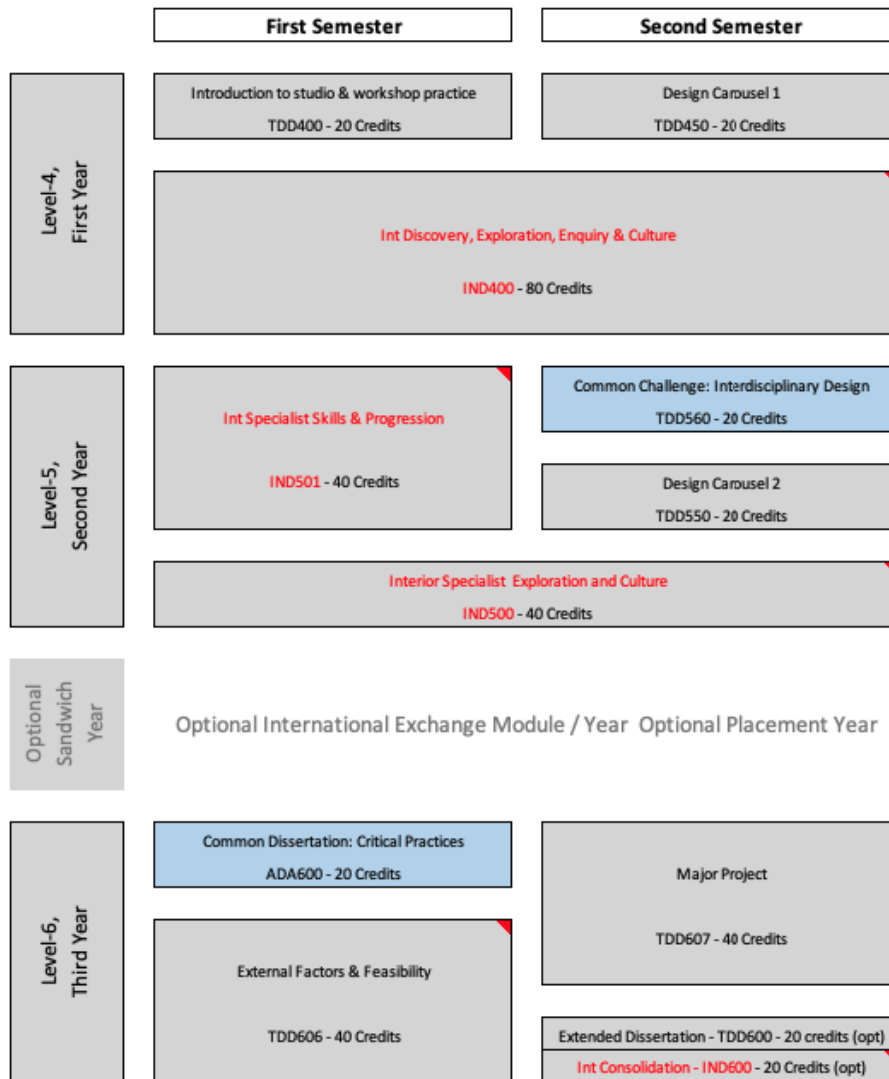 First Semester
Second Semester
Level-4,
First Year
Introduction to studio & workshop practice
TDD400 - 20 Credits
Design Carousel 1
TDD450 - 20 Credits
Int Discovery, Exploration, Enquiry & Culture
IND400 - 80 Credits
Level-5,
Second Year
Int Specialist Skills & Progression
IND501 - 40 Credits
Common Challenge: Interdisciplinary Design
TDD560 - 20 Credits
Design Carousel 2
TDD550 - 20 Credits
Interior Specialist Exploration and Culture
IND500 - 40 Credits
Optional
Sandwich
Year
Optional International Exchange Module / Year Optional Placement Year
Level-6,
Third Year
Common Dissertation: Critical Practices
ADA600 - 20 Credits
External Factors & Feasibility
TDD606 - 40 Credits
Major Project
TDD607 - 40 Credits
Extended Dissertation - TDD600 - 20 credits (opt)
Int Consolidation - IND600 - 20 Credits (opt)